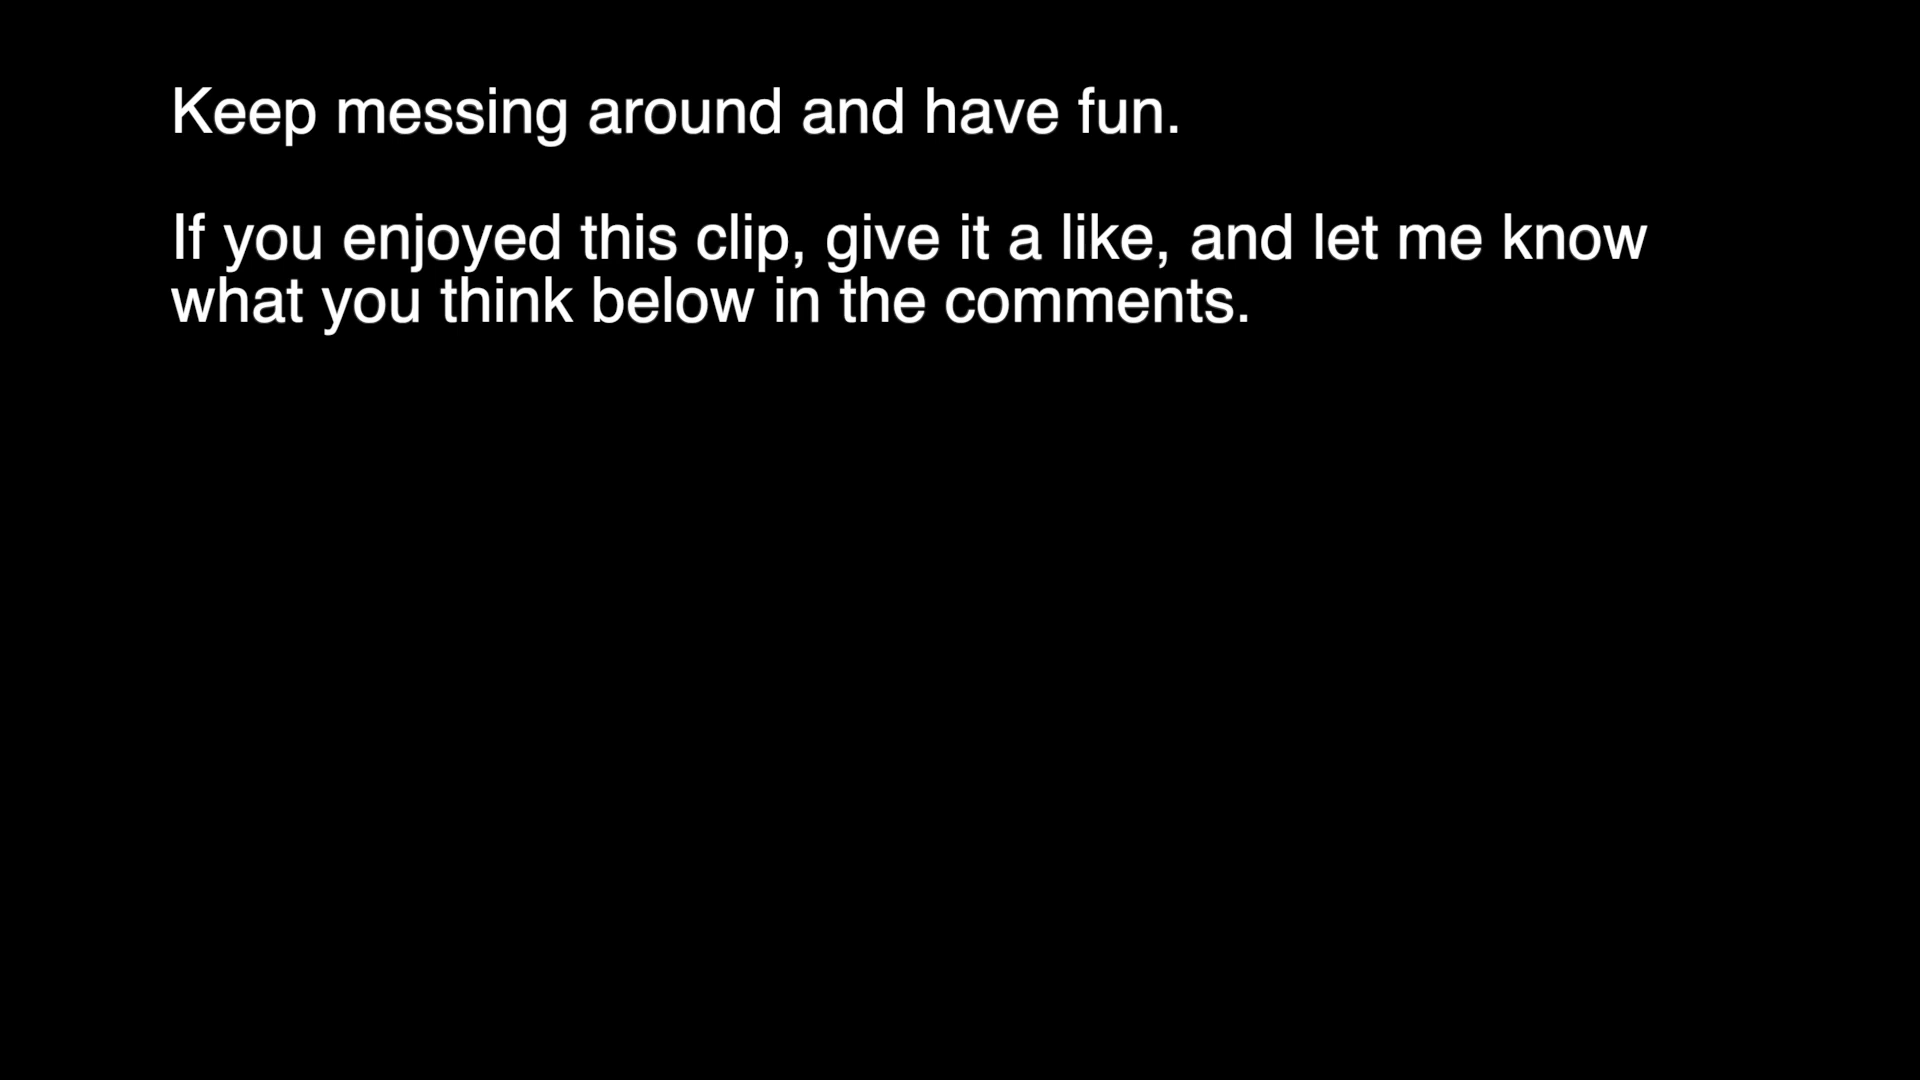 Keep messing around and have fun.
If you enjoyed this clip, give it a like, and let me know
what you think below in the comments.